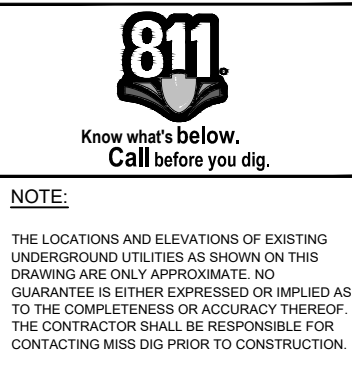 811®
Know what's below.
Call before you dig.
NOTE:
THE LOCATIONS AND ELEVATIONS OF EXISTING
UNDERGROUND UTILITIES AS SHOWN ON THIS
DRAWING ARE ONLY APPROXIMATE. NO
GUARANTEE IS EITHER EXPRESSED OR IMPLIED AS
TO THE COMPLETENESS OR ACCURACY THEREOF.
THE CONTRACTOR SHALL BE RESPONSIBLE FOR
CONTACTING MISS DIG PRIOR TO CONSTRUCTION.